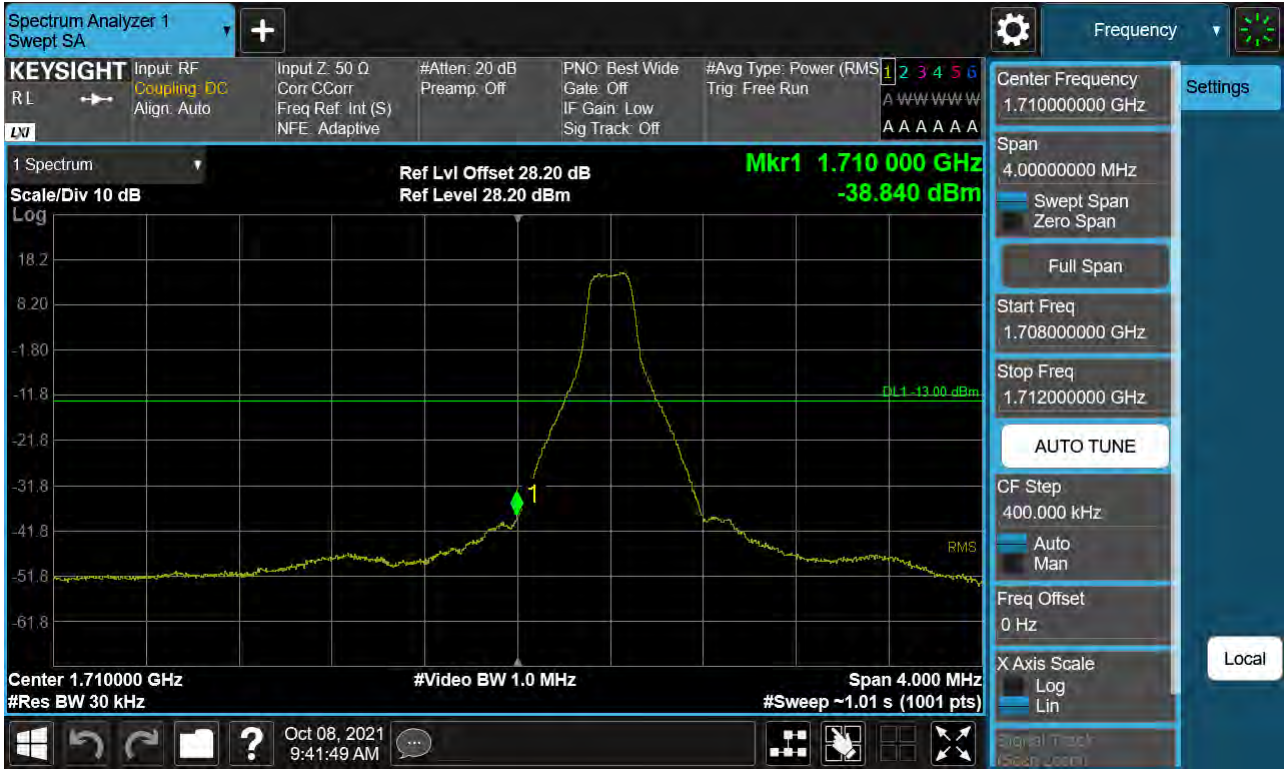 Spectrum Analyzer 1
Swept SA
Frequency
KEYSIGHT
RL
LXI
Input: RF
Coupling: DC
Align: Auto
Input Z: 50 Ω
Corr CCorr
Freq Ref: Int (S)
NFE: Adaptive
#Atten: 20 dB
Preamp: Off
PNO: Best Wide
Gate: Off
IF Gain: Low
Sig Track: Off
#Avg Type: Power (RMS
Trig: Free Run
1 2 3 4 5 6
A W W W W W
A A A A A A
1 Spectrum
Scale/Div 10 dB
Log
Ref Lvl Offset 28.20 dB
Ref Level 28.20 dBm
Mkr1 1.710 000 GHz
-38.840 dBm
18.2
8.20
-1.80
-11.8
-21.8
-31.8
-41.8
-51.8
-61.8
DL1 -13.00 dBm
1
RMS
Center 1.710000 GHz
#Res BW 30 kHz
#Video BW 1.0 MHz
Span 4.000 MHz
#Sweep ~1.01 s (1001 pts)
Center Frequency
1.710000000 GHz
Span
4.00000000 MHz
Swept Span
Zero Span
Full Span
Start Freq
1.708000000 GHz
Stop Freq
1.712000000 GHz
AUTO TUNE
CF Step
400.000 kHz
Auto
Man
Freq Offset
0 Hz
X Axis Scale
Log
Lin
Signal Track
(Span Zoom)
Settings
Local
?
Oct 08, 2021
9:41:49 AM